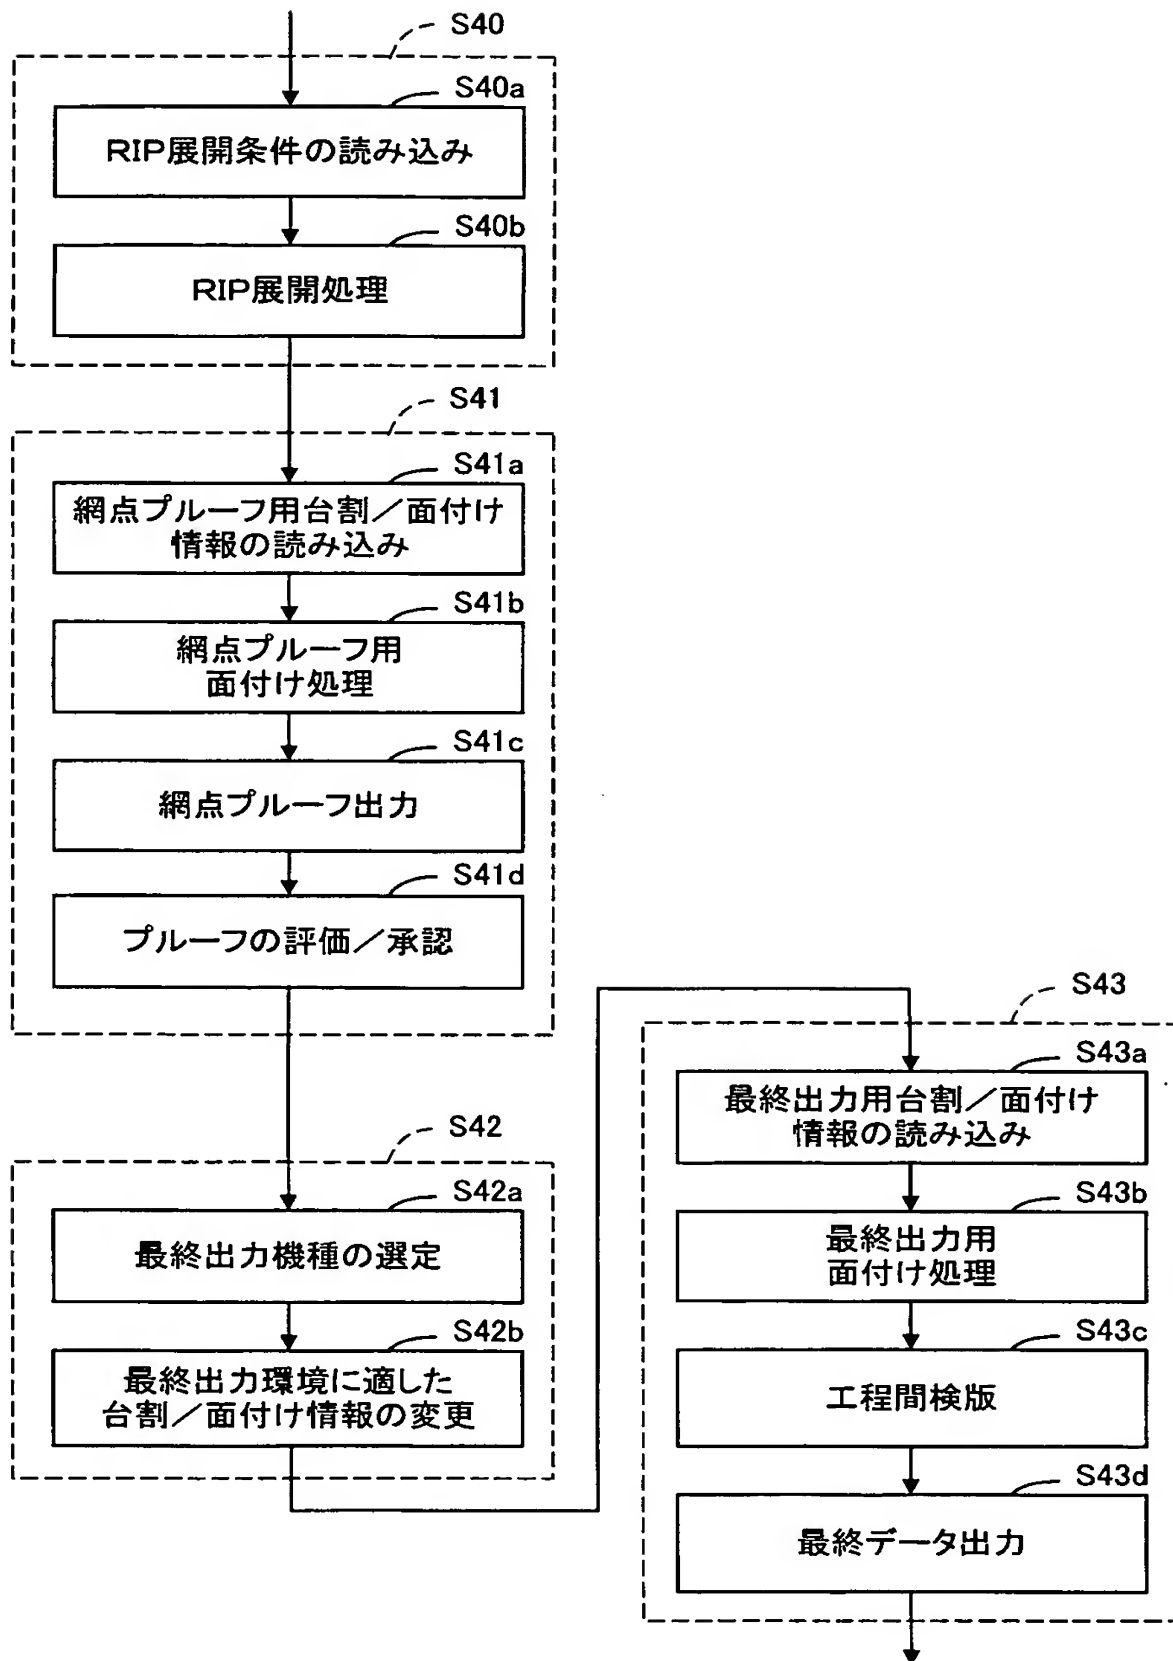 S40
S40a
RIP展開条件の読み込み
S40b
RIP展開処理
S41
S41a
網点プルーフ用台割／面付け
情報の読み込み
S41b
網点プルーフ用
面付け処理
S41c
網点プルーフ出力
S41d
プルーフの評価／承認
S42
S42a
最終出力機種の選定
S42b
最終出力環境に適した
台割／面付け情報の変更
S43
S43a
最終出力用台割／面付け
情報の読み込み
S43b
最終出力用
面付け処理
S43c
工程間検版
S43d
最終データ出力